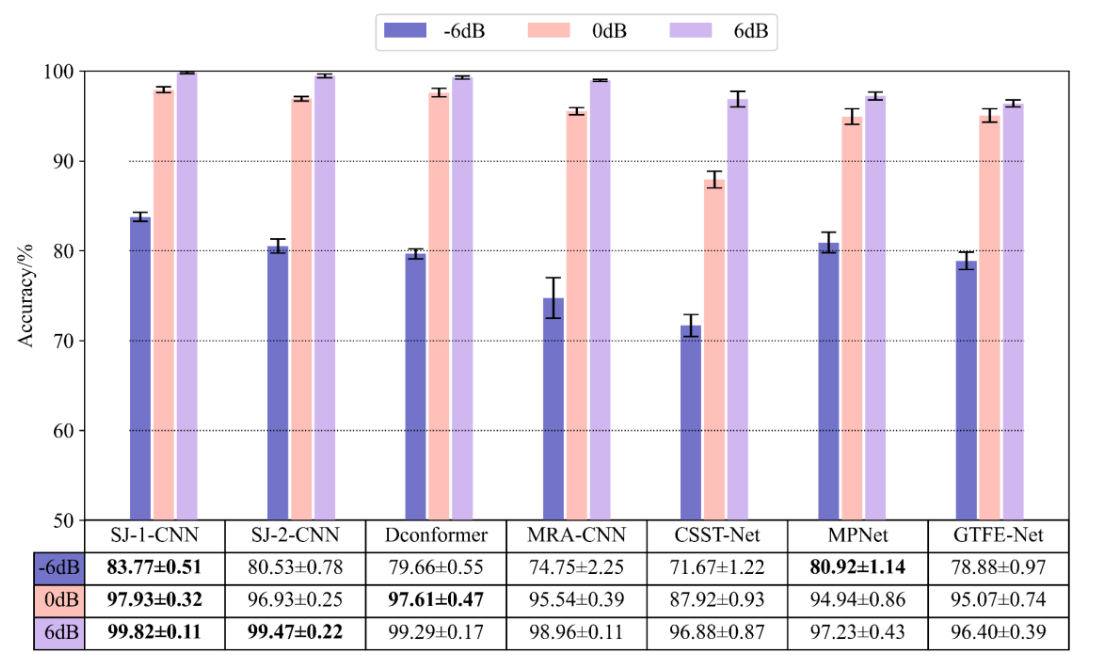 -6dB 0dB 6dB
100
90
80
70
60
50
Accuracy/%
SJ-1-CNN SJ-2-CNN Dconformer MRA-CNN CSST-Net MPNet GTFE-Net
-6dB 83.77±0.51 80.53±0.78 79.66±0.55 74.75±2.25 71.67±1.22 80.92±1.14 78.88±0.97
0dB 97.93±0.32 96.93±0.25 97.61±0.47 95.54±0.39 87.92±0.93 94.94±0.86 95.07±0.74
6dB 99.82±0.11 99.47±0.22 99.29±0.17 98.96±0.11 96.88±0.87 97.23±0.43 96.40±0.39